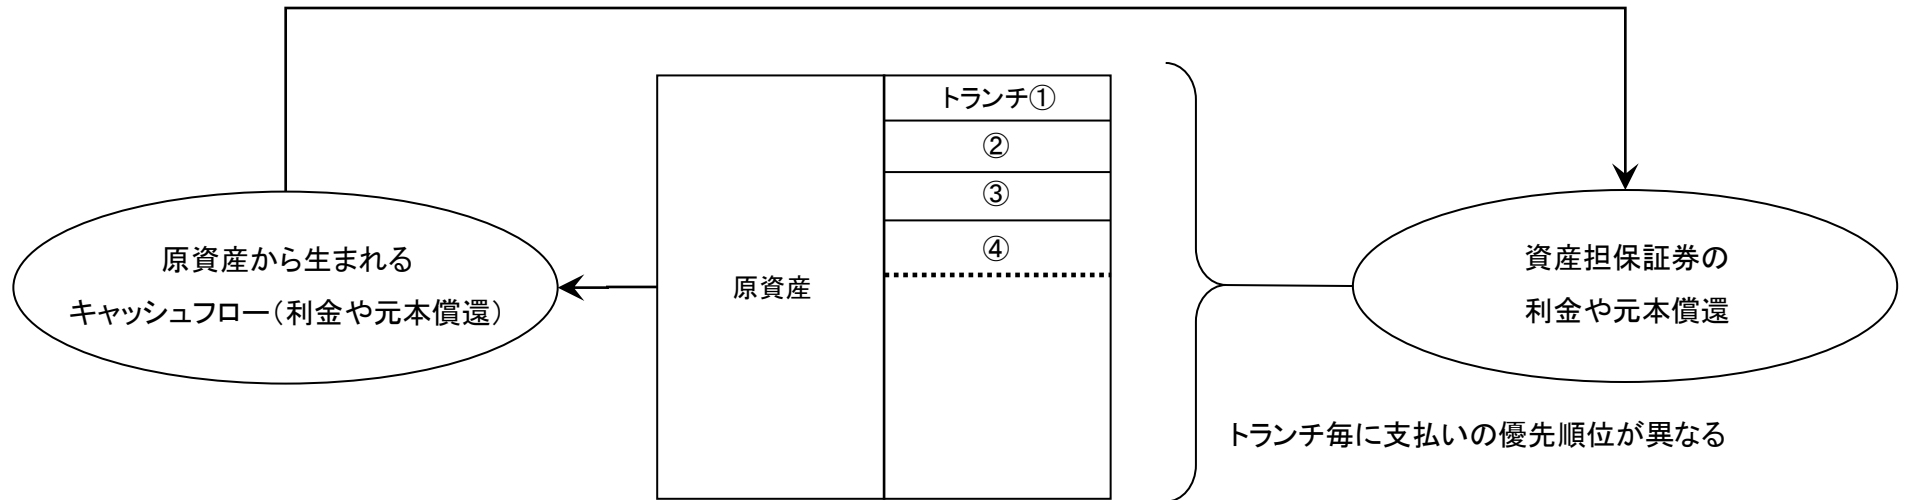 トランチ①
②
③
④
原資産から生まれる
キャッシュフロー（利金や元本償還）
原資産
資産担保証券の
利金や元本償還
トランチ毎に支払いの優先順位が異なる